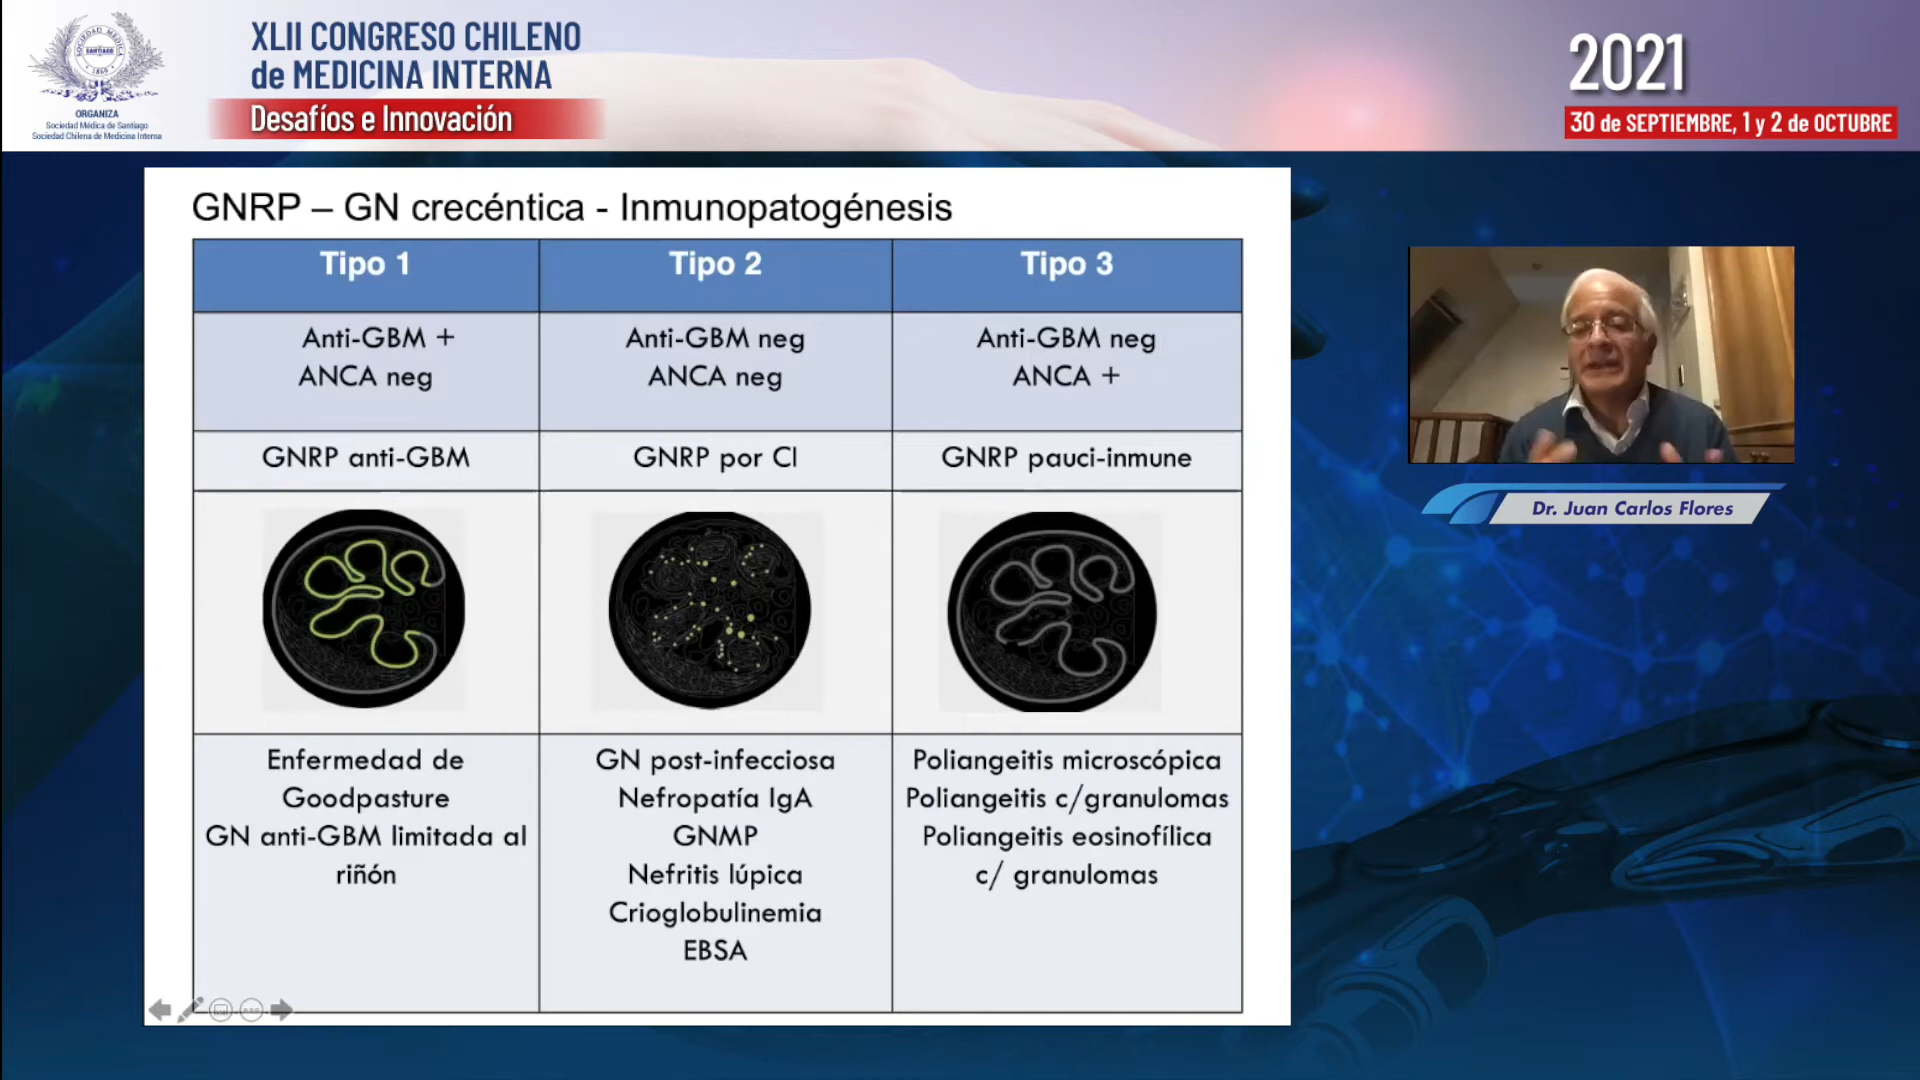 SOCIEDAD MEDICA
SANTIAGO
1869
ORGANIZA
Sociedad Médica de Santiago
Sociedad Chilena de Medicina Interna
XLII CONGRESO CHILENO
de MEDICINA INTERNA
Desafíos e Innovación
2021
30 de SEPTIEMBRE, 1 y 2 de OCTUBRE
GNRP – GN crecéntica - Inmunopatogénesis
Tipo 1
Tipo 2
Tipo 3
Anti-GBM +
ANCA neg
Anti-GBM neg
ANCA neg
Anti-GBM neg
ANCA +
GNRP anti-GBM
GNRP por CI
GNRP pauci-inmune
Enfermedad de
Goodpasture
GN anti-GBM limitada al
riñón
GN post-infecciosa
Nefropatía IgA
GNMP
Nefritis lúpica
Crioglobulinemia
EBSA
Poliangeitis microscópica
Poliangeitis c/granulomas
Poliangeitis eosinofílica
c/ granulomas
Dr. Juan Carlos Flores